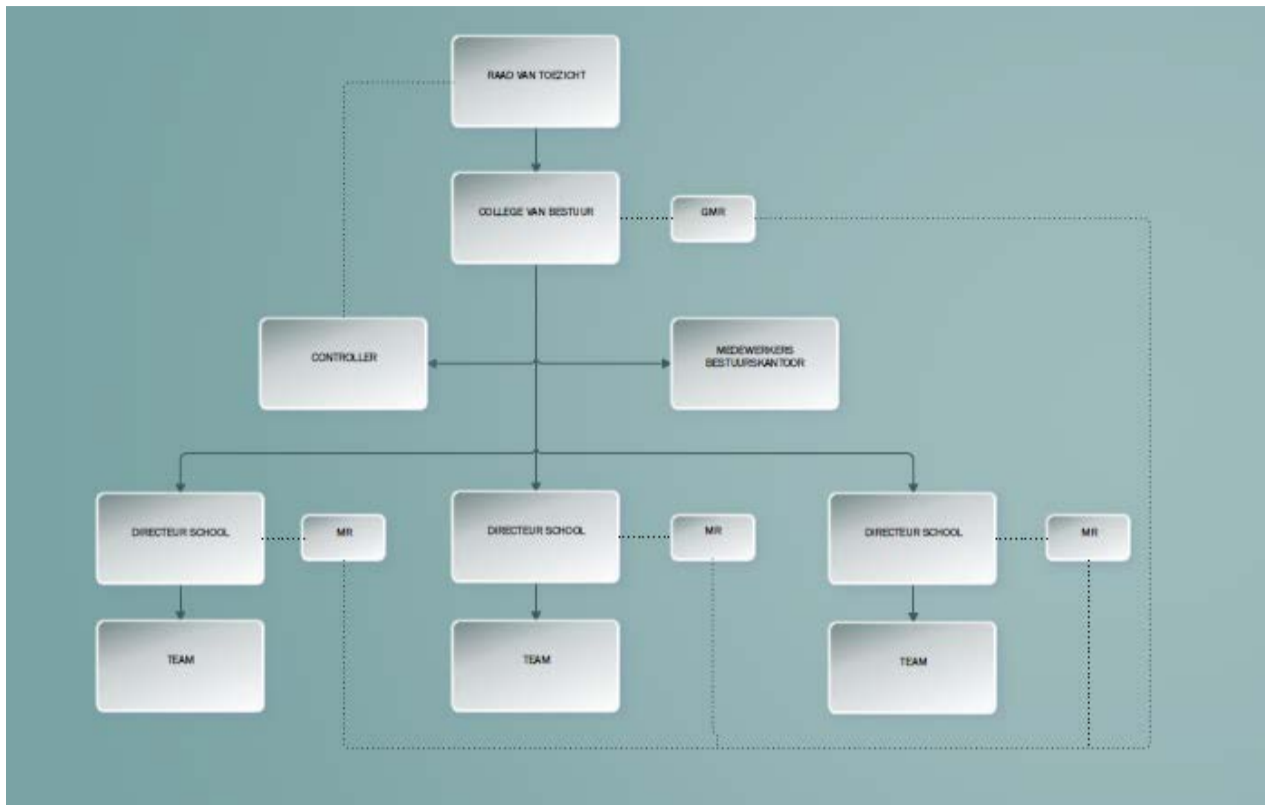 RAAD VAN TOEZICHT
COLLEGE VAN BESTUUR
GMR
CONTROLLER
MEDEWERKERS
BESTUURSKANTOOR
DIRECTEUR SCHOOL
MR
DIRECTEUR SCHOOL
MR
DIRECTEUR SCHOOL
MR
TEAM
TEAM
TEAM